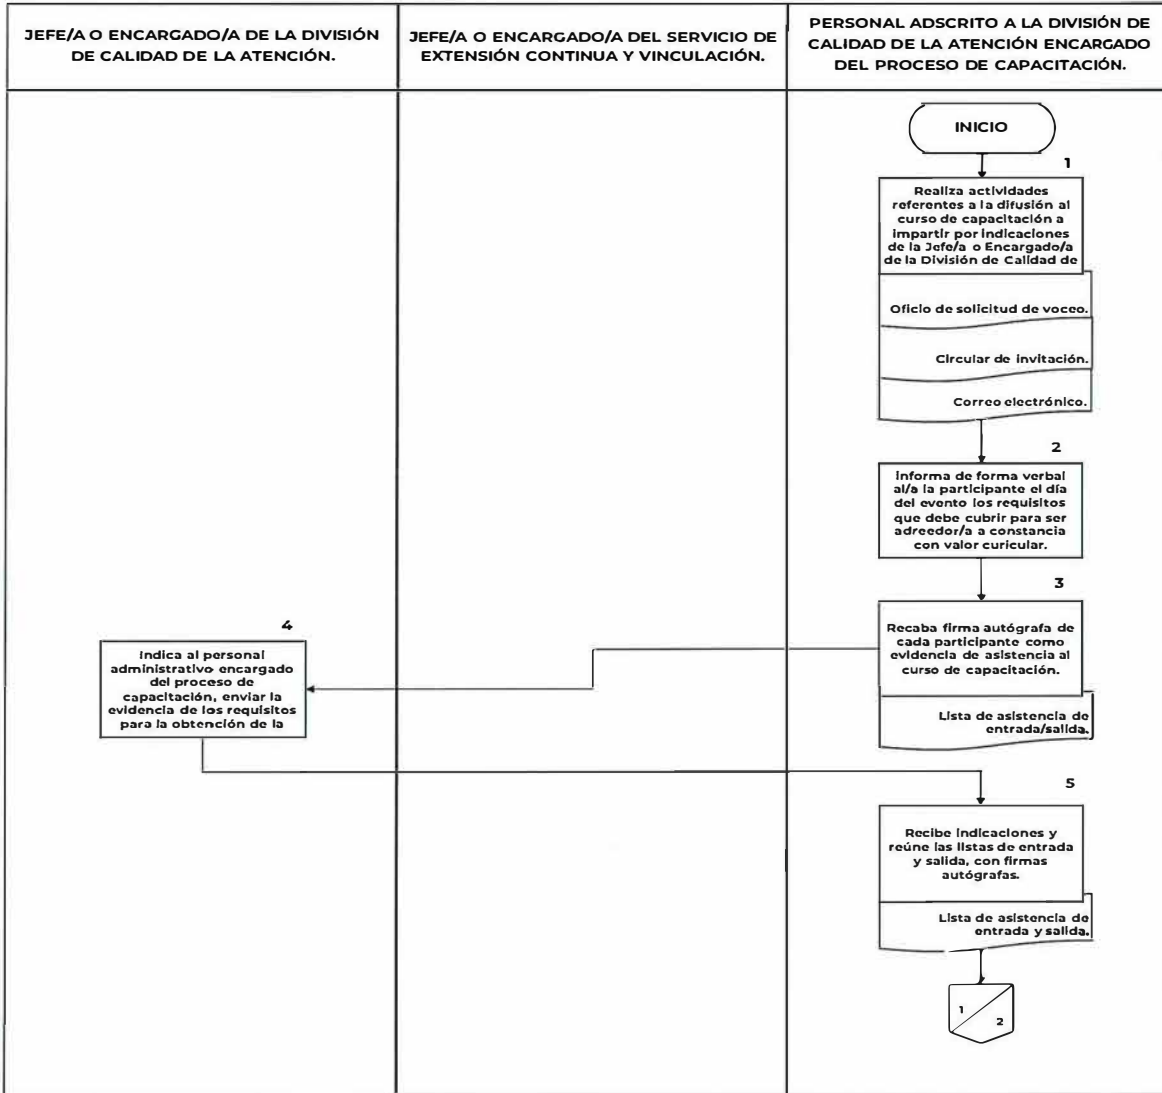 JEFE/A O ENCARGADO/A DE LA DIVISIÓN
DE CALIDAD DE LA ATENCIÓN.
JEFE/A O ENCARGADO/A DEL SERVICIO DE
EXTENSIÓN CONTINUA Y VINCULACIÓN.
PERSONAL ADSCRITO A LA DIVISIÓN DE
CALIDAD DE LA ATENCIÓN ENCARGADO
DEL PROCESO DE CAPACITACIÓN.
INICIO
1
Realiza actividades
referentes a la difusión al
curso de capacitación a
impartir por indicaciones
de la Jefe/a o Encargado/a
de la División de Calidad de
Oficio de solicitud de voceo.
Circular de invitación.
Correo electrónico.
2
Informa de forma verbal
al/a la participante el día
del evento los requisitos
que debe cubrir para ser
adreedor/a a constancia
con valor curicular.
3
Recaba firma autógrafa de
cada participante como
evidencia de asistencia al
curso de capacitación.
Lista de asistencia de
entrada/salida.
4
Indica al personal
administrativo encargado
del proceso de
capacitación, enviar la
evidencia de los requisitos
para la obtención de la
5
Recibe indicaciones y
reúne las listas de entrada
y salida, con firmas
autógrafas.
Lista de asistencia de
entrada y salida.
1
2